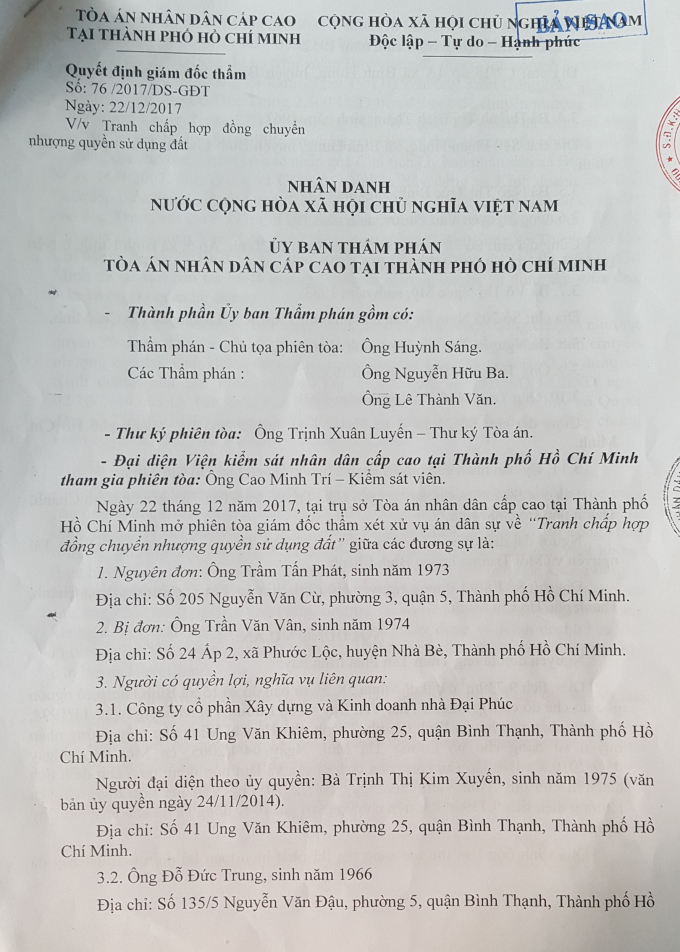 TÒA ÁN NHÂN DÂN CẤP CAO
TẠI THÀNH PHỐ HỒ CHÍ MINH
CỘNG HÒA XÃ HỘI CHỦ NGHĨA VIỆT NAM
Độc lập – Tự do – Hạnh phúc
BẢN SAO
Quyết định giám đốc thẩm
Số: 76 /2017/DS-GĐT
Ngày: 22/12/2017
V/v Tranh chấp hợp đồng chuyển
nhượng quyền sử dụng đất
S.Đ.K.H
NHÂN DANH
NƯỚC CỘNG HÒA XÃ HỘI CHỦ NGHĨA VIỆT NAM
ỦY BAN THẨM PHÁN
TÒA ÁN NHÂN DÂN CẤP CAO TẠI THÀNH PHỐ HỒ CHÍ MINH
- Thành phần Ủy ban Thẩm phán gồm có:
Thẩm phán - Chủ tọa phiên tòa: Ông Huỳnh Sáng.
Các Thẩm phán : Ông Nguyễn Hữu Ba.
Ông Lê Thành Văn.
- Thư ký phiên tòa: Ông Trịnh Xuân Luyến – Thư ký Tòa án.
- Đại diện Viện kiểm sát nhân dân cấp cao tại Thành phố Hồ Chí Minh
tham gia phiên tòa: Ông Cao Minh Trí – Kiểm sát viên.
Ngày 22 tháng 12 năm 2017, tại trụ sở Tòa án nhân dân cấp cao tại Thành phố
Hồ Chí Minh mở phiên tòa giám đốc thẩm xét xử vụ án dân sự về “Tranh chấp hợp
đồng chuyển nhượng quyền sử dụng đất” giữa các đương sự là:
1. Nguyên đơn: Ông Trầm Tấn Phát, sinh năm 1973
Địa chỉ: Số 205 Nguyễn Văn Cừ, phường 3, quận 5, Thành phố Hồ Chí Minh.
2. Bị đơn: Ông Trần Văn Vân, sinh năm 1974
Địa chỉ: Số 24 Ấp 2, xã Phước Lộc, huyện Nhà Bè, Thành phố Hồ Chí Minh.
3. Người có quyền lợi, nghĩa vụ liên quan:
3.1. Công ty cổ phần Xây dựng và Kinh doanh nhà Đại Phúc
Địa chỉ: Số 41 Ung Văn Khiêm, phường 25, quận Bình Thạnh, Thành phố Hồ
Chí Minh.
Người đại diện theo ủy quyền: Bà Trịnh Thị Kim Xuyến, sinh năm 1975 (văn
bản ủy quyền ngày 24/11/2014).
Địa chỉ: Số 41 Ung Văn Khiêm, phường 25, quận Bình Thạnh, Thành phố Hồ
Chí Minh.
3.2. Ông Đỗ Đức Trung, sinh năm 1966
Địa chỉ: Số 135/5 Nguyễn Văn Đậu, phường 5, quận Bình Thạnh, Thành phố Hồ